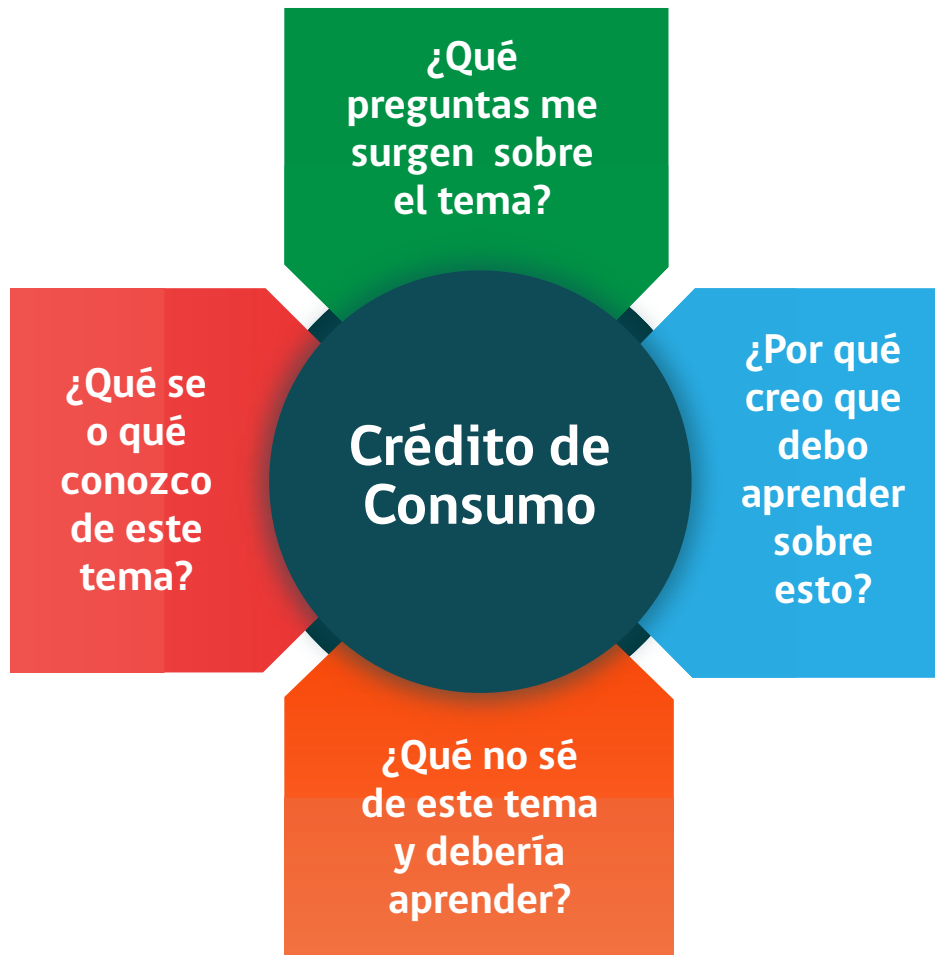 ¿Qué
preguntas me
surgen sobre
el tema?
¿Qué se
o qué
conozco
de este
tema?
Crédito de
Consumo
¿Por qué
creo que
debo
aprender
sobre
esto?
¿Qué no sé
de este tema
y debería
aprender?